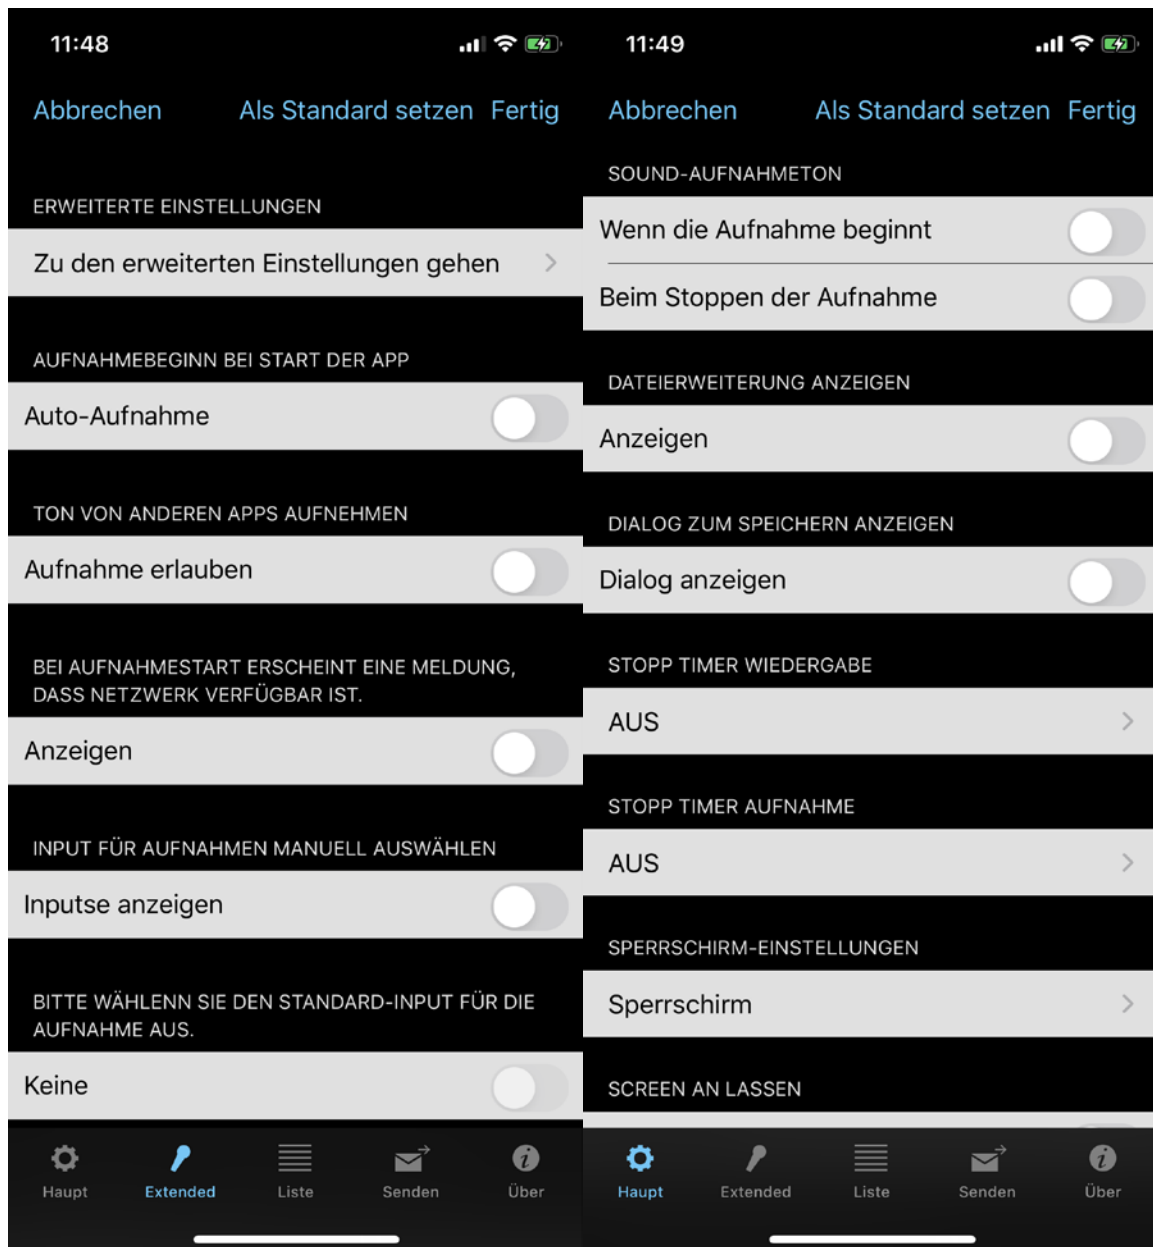 11:48
Abbrechen Als Standard setzen Fertig
ERWEITERTE EINSTELLUNGEN
Zu den erweiterten Einstellungen gehen
AUFNAHMEBEGINN BEI START DER APP
Auto-Aufnahme
TON VON ANDEREN APPS AUFNEHMEN
Aufnahme erlauben
BEI AUFNAHMESTART ERSCHEINT EINE MELDUNG,
DASS NETZWERK VERFÜGBAR IST.
Anzeigen
INPUT FÜR AUFNAHMEN MANUELL AUSWÄHLEN
Inputse anzeigen
BITTE WÄHLENN SIE DEN STANDARD-INPUT FÜR DIE
AUFNAHME AUS.
Keine
Haupt Extended Liste Senden Über
11:49
Abbrechen Als Standard setzen Fertig
SOUND-AUFNAHMETON
Wenn die Aufnahme beginnt
Beim Stoppen der Aufnahme
DATEIERWEITERUNG ANZEIGEN
Anzeigen
DIALOG ZUM SPEICHERN ANZEIGEN
Dialog anzeigen
STOPP TIMER WIEDERGABE
AUS
STOPP TIMER AUFNAHME
AUS
SPERRSCHIRM-EINSTELLUNGEN
Sperrschirm
SCREEN AN LASSEN
Haupt Extended Liste Senden Über